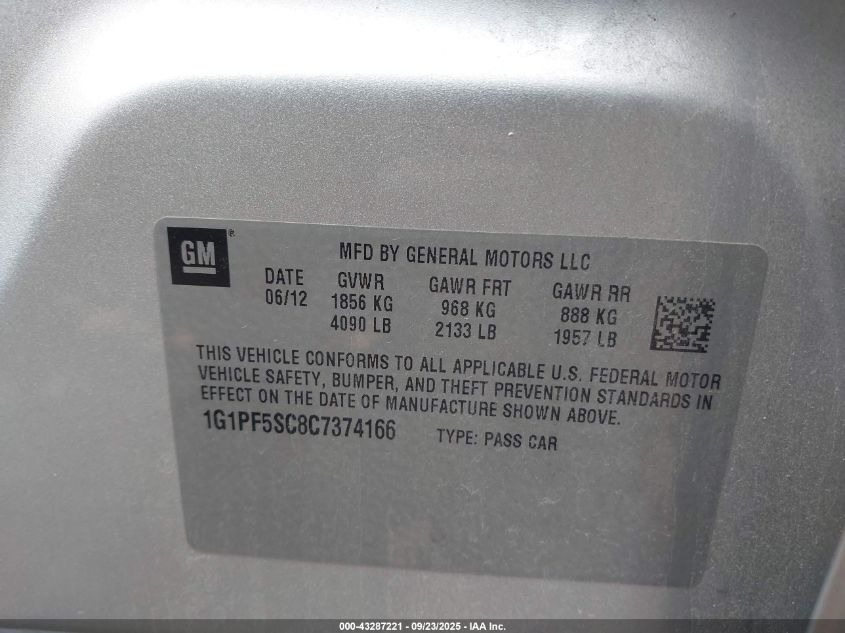 GM ®
MFD BY GENERAL MOTORS LLC
DATE GVWR GAWR FRT GAWR RR
06/12 1856 KG 968 KG 888 KG
4090 LB 2133 LB 1957 LB
THIS VEHICLE CONFORMS TO ALL APPLICABLE U.S. FEDERAL MOTOR
VEHICLE SAFETY, BUMPER, AND THEFT PREVENTION STANDARDS IN
EFFECT ON THE DATE OF MANUFACTURE SHOWN ABOVE.
1G1PF5SC8C7374166 TYPE: PASS CAR
000-43287221 - 09/23/2025 - IAA Inc.